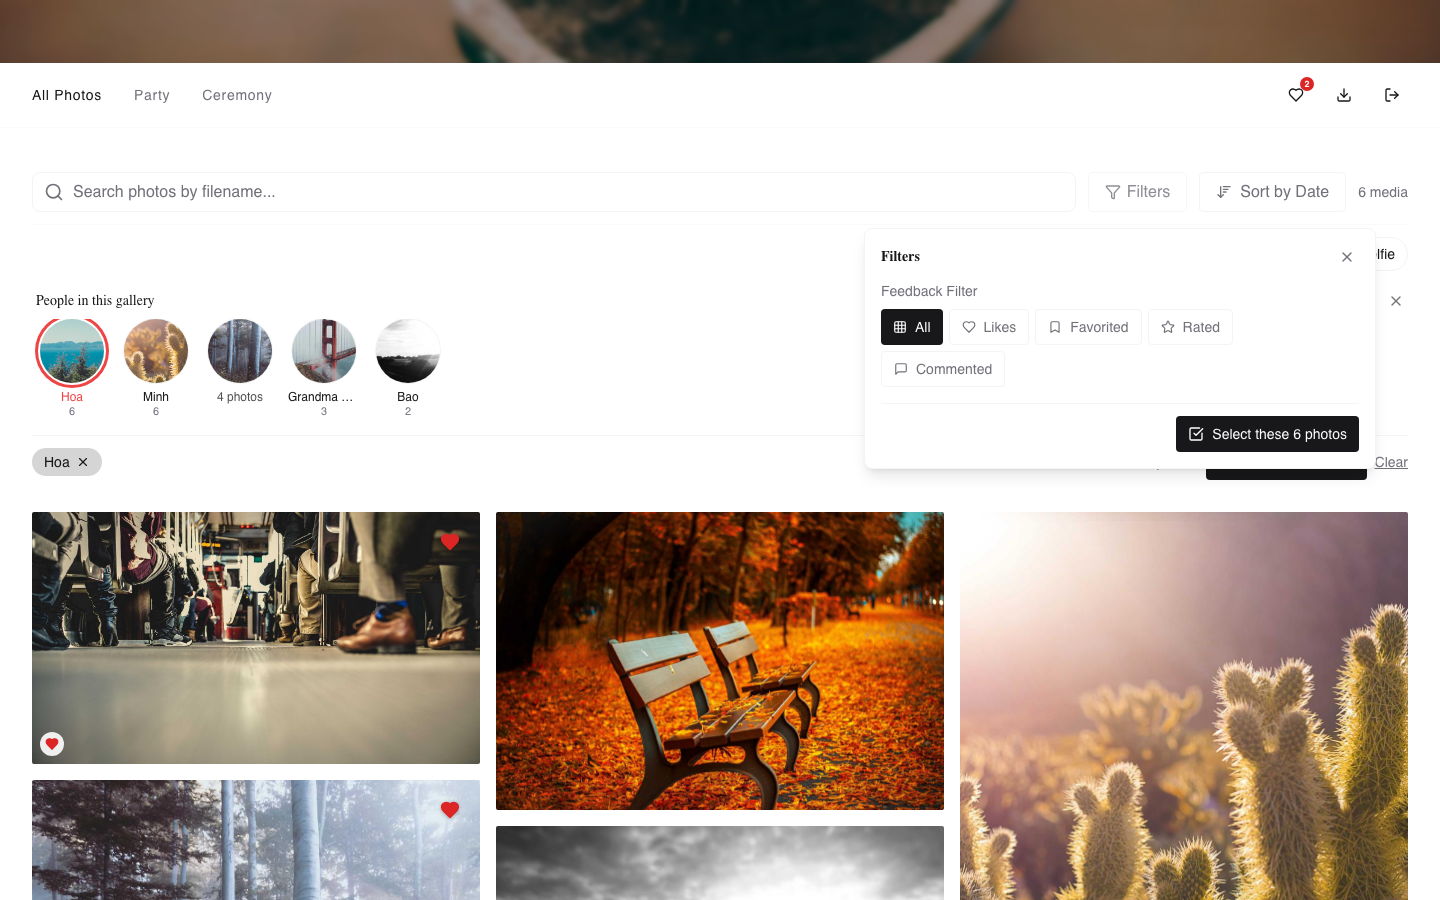 All Photos
Party
Ceremony
2
Search photos by filename...
Filters
Sort by Date
6 media
Filters
Feedback Filter
All
Likes
Favorited
Rated
Commented
Select these 6 photos
People in this gallery
Hoa
6
Minh
6
4 photos
Grandma ...
3
Bao
2
Hoa
Clear